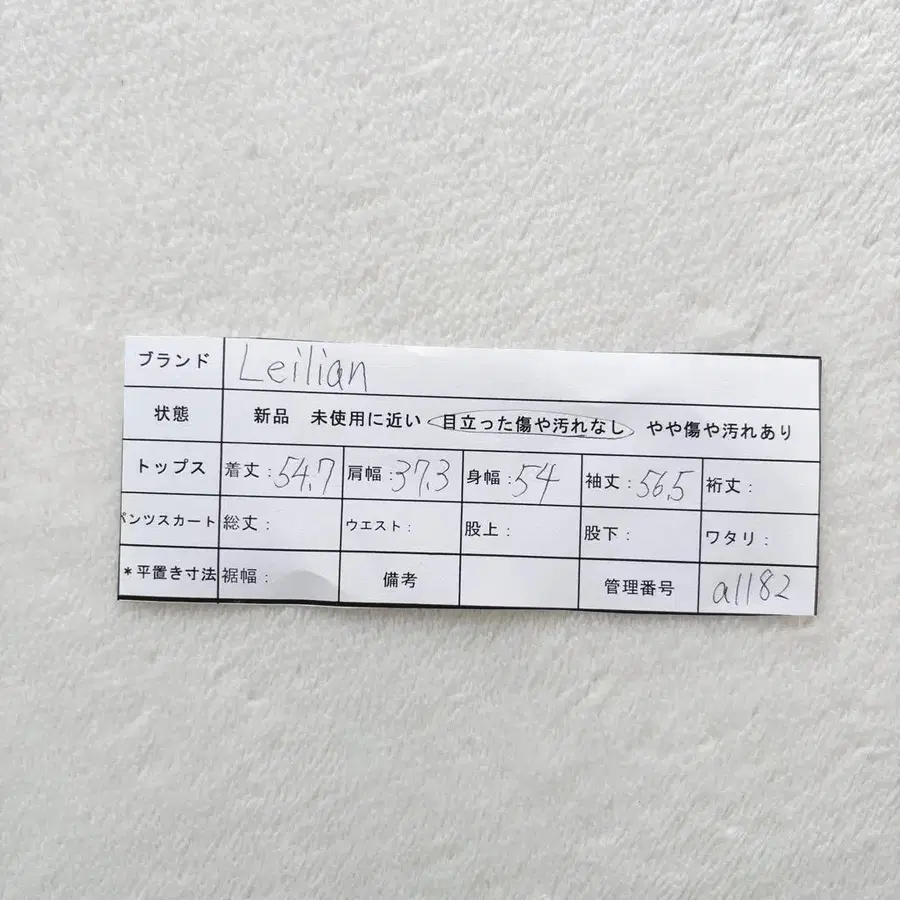 ブランド Leilian
状態 新品 未使用に近い 目立った傷や汚れなし やや傷や汚れあり
トップス 着丈:54.7 肩幅:37.3 身幅:54 袖丈:56.5 裄丈:
パンツスカート 総丈: ウエスト: 股上: 股下: ワタリ:
*平置き寸法 裾幅: 備考 管理番号 a1182